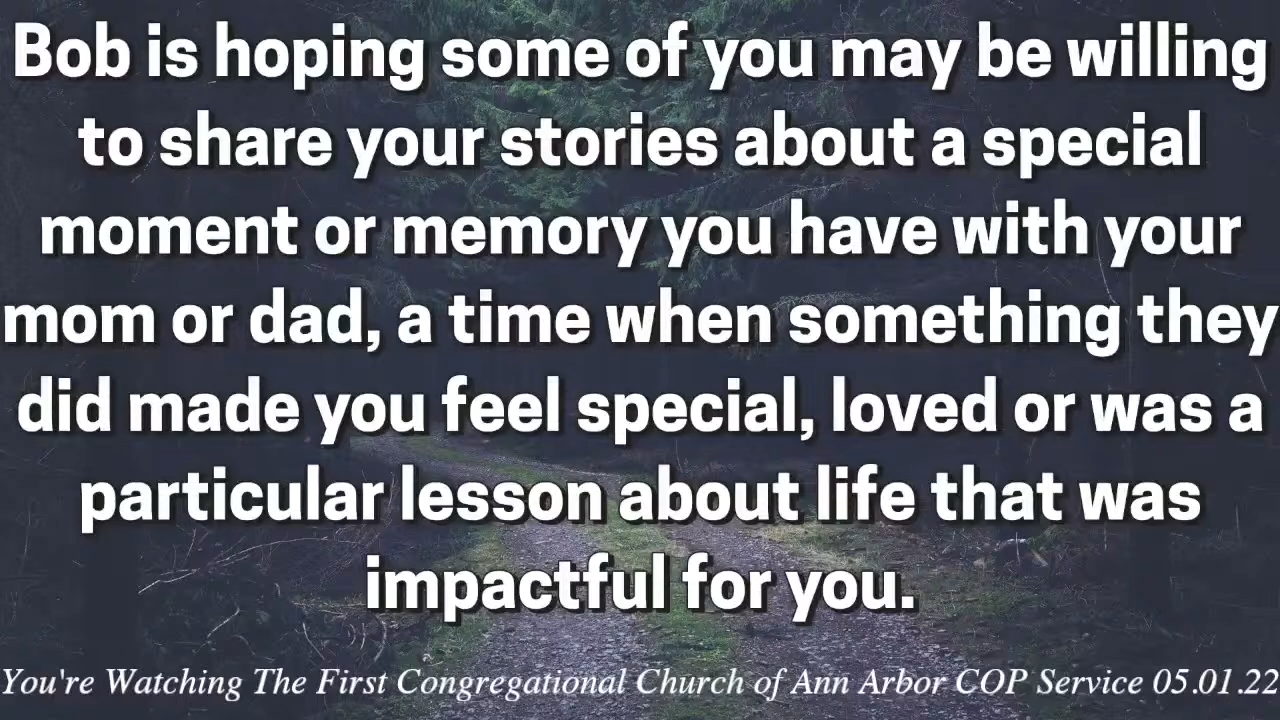 Bob is hoping some of you may be willing
to share your stories about a special
moment or memory you have with your
mom or dad, a time when something they
did made you feel special, loved or was a
particular lesson about life that was
impactful for you.
You're Watching The First Congregational Church of Ann Arbor COP Service 05.01.22